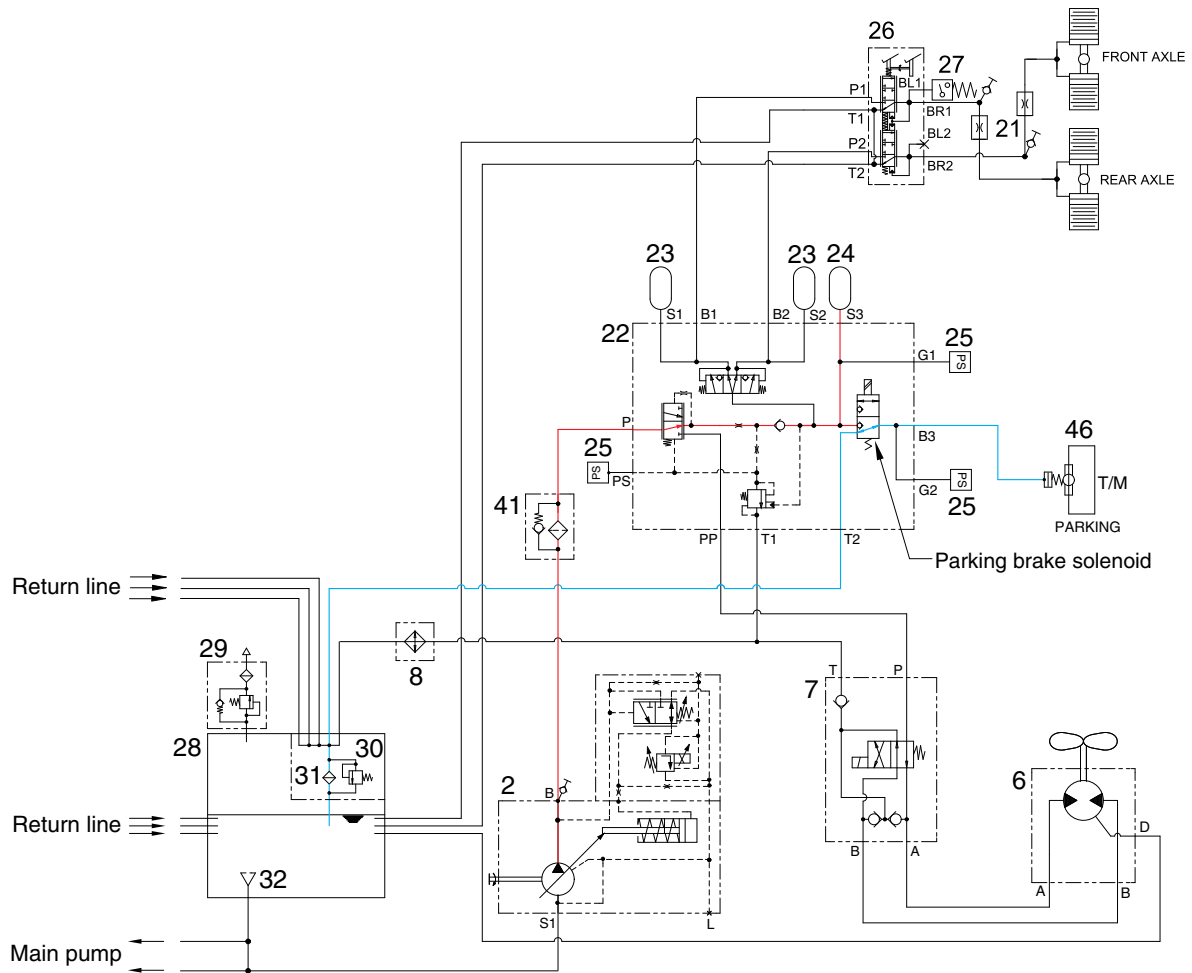 26
27
FRONT AXLE
P1
BL1
T1
BR1
21
P2
BL2
T2
BR2
REAR AXLE
23
23
24
S1
B1
B2
S2
S3
22
25
PS
G1
P
B3
46
25
PS
PS
G2
PS
25
T/M
PARKING
41
PP
T1
T2
Parking brake solenoid
Return line
29
8
T
P
7
28
30
31
2
B
6
Return line
D
32
B
A
A
B
S1
L
Main pump